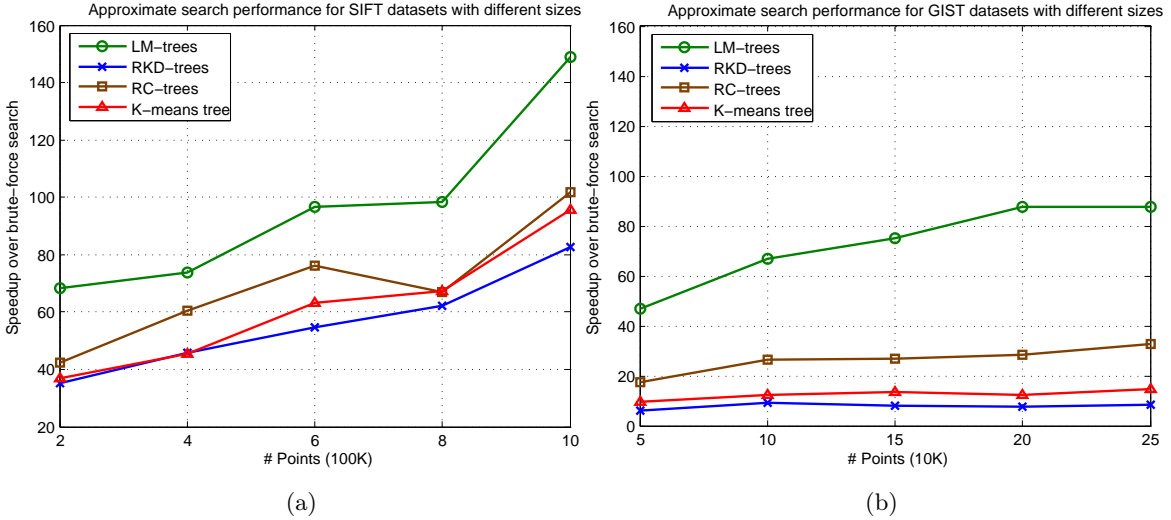 Approximate search performance for SIFT datasets with different sizes
160
140
120
100
80
60
40
20
2
4
6
8
10
Speedup over brute−force search
# Points (100K)
LM−trees
RKD−trees
RC−trees
K−means tree
(a)
Approximate search performance for GIST datasets with different sizes
160
140
120
100
80
60
40
20
0
5
10
15
20
25
Speedup over brute−force search
# Points (10K)
LM−trees
RKD−trees
RC−trees
K−means tree
(b)